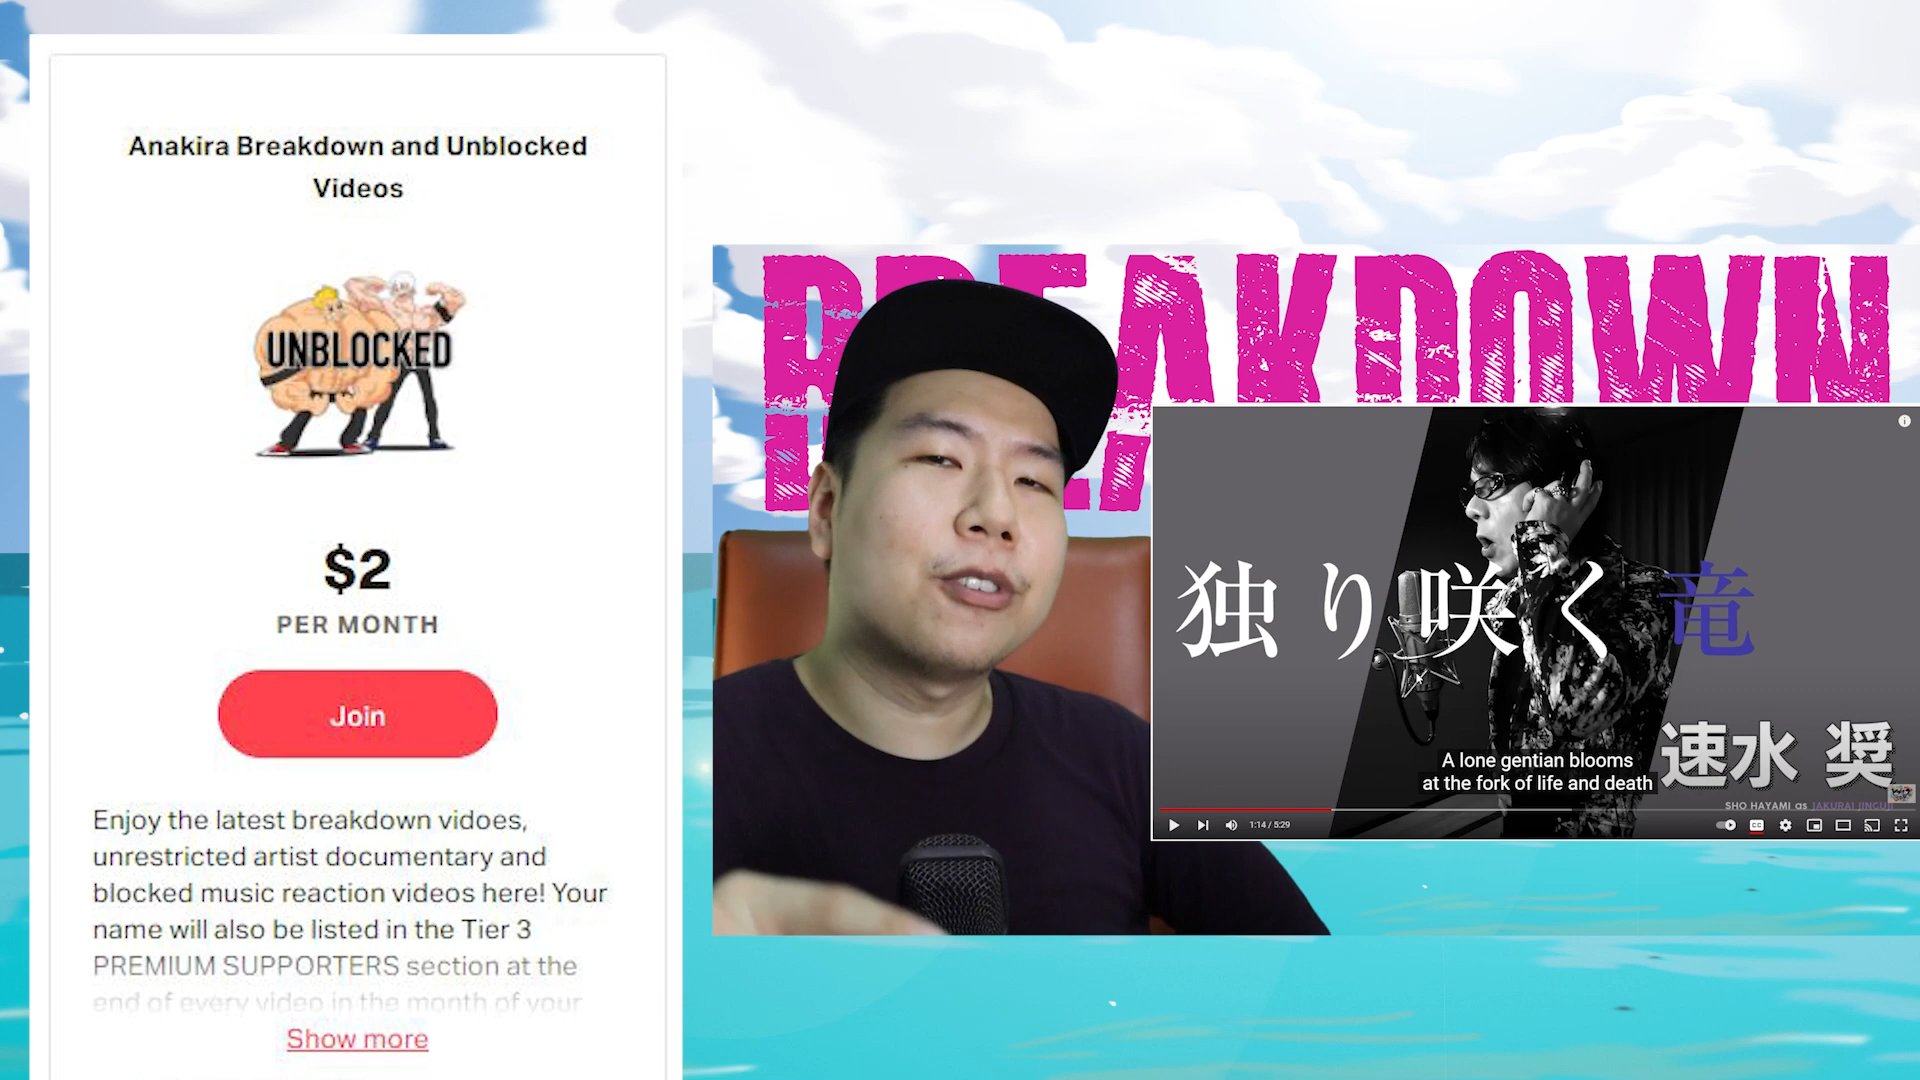 Anakira Breakdown and Unblocked
Videos
UNBLOCKED
$2
PER MONTH
Join
Enjoy the latest breakdown vidoes,
unrestricted artist documentary and
blocked music reaction videos here! Your
name will also be listed in the Tier 3
PREMIUM SUPPORTERS section at the
end of every video in the month of your
Show more
BREAKDOWN
独り咲く竜
A lone gentian blooms
at the fork of life and death
速水 奨
SHO HAYAMI as JAKURAI JINGUJI
1:14 / 5:29
CC